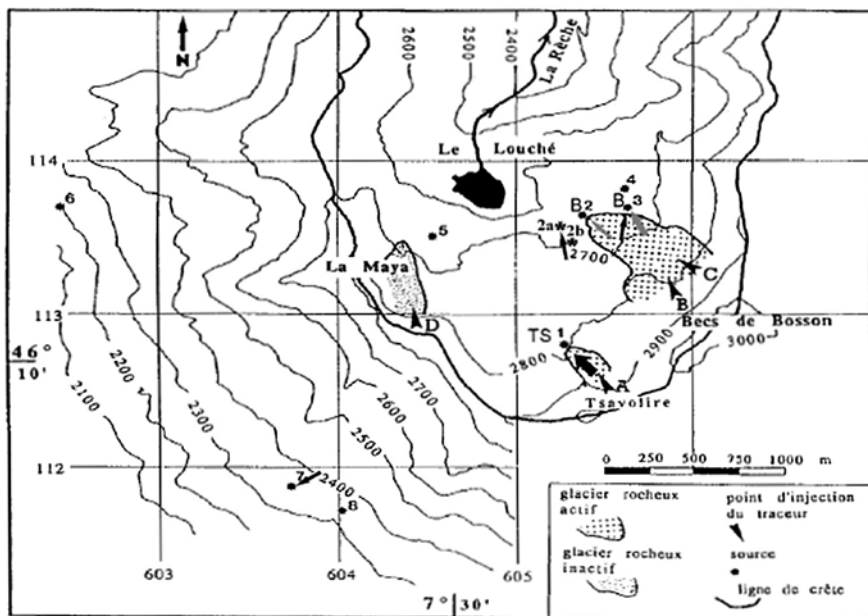 2600
2500
2400
La Rèche
N
114
Le Louché
6
4
B2
B 3
5
2a
2b
2700
La Maya
C
B
113
D
Becs de Bosson
TS 1
46°
10'
2800
2900
3000
A
Tsavolire
2100
2200
2300
2700
2600
2500
112
7
2400
8
0 250 500 750 1000 m
603
604
605
7° 30'
glacier rocheux
actif
glacier rocheux
inactif
point d'injection
du traceur
source
ligne de crête